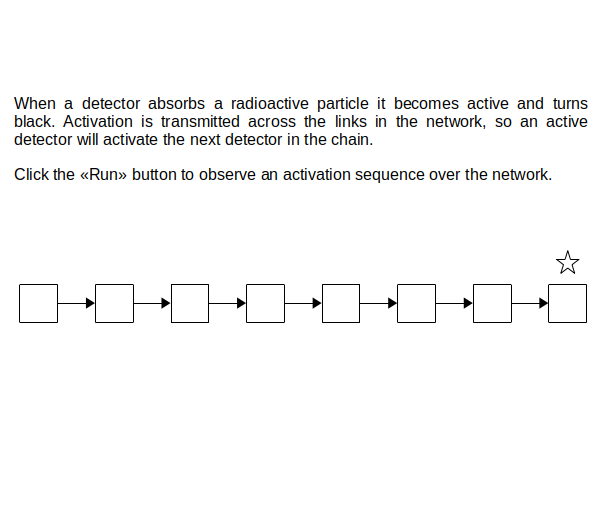 When a detector absorbs a radioactive particle it becomes active and turns
black. Activation is transmitted across the links in the network, so an active
detector will activate the next detector in the chain.
Click the «Run» button to observe an activation sequence over the network.